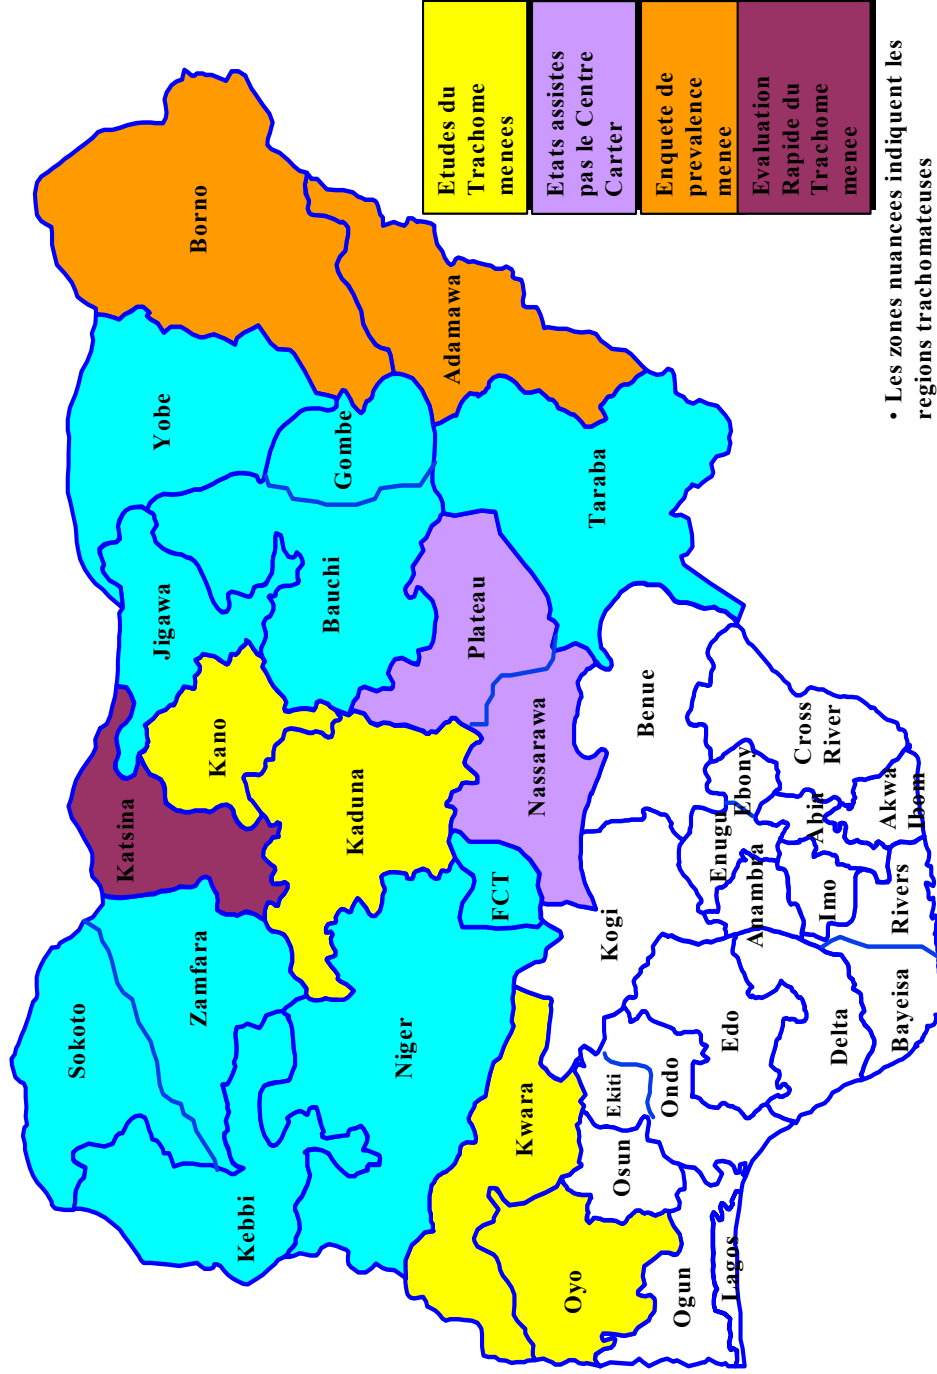 Sokoto
Katsina
Jigawa
Yobe
Borno
Zamfara
Kano
Kebbi
Bauchi
Gombe
Kaduna
Niger
Adamawa
Plateau
FCT
Nassarawa
Taraba
Kwara
Oyo
Kogi
Benue
Ekiti
Osun
Ondo
Ogun
Lagos
Edo
Enugu
Ebony
Anambra
Cross
River
Abia
Imo
Delta
Akwa
Ibom
Rivers
Bayeisa
Etudes du
Trachome
menees
Etats assistes
pas le Centre
Carter
Enquete de
prevalence
menee
Evaluation
Rapide du
Trachome
menee
• Les zones nuancees indiquent les
regions trachomateuses